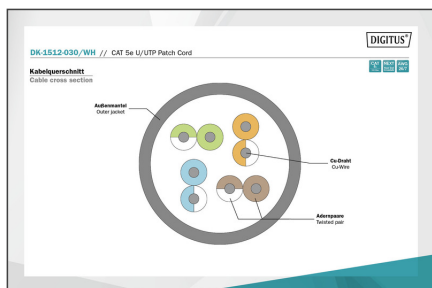 DIGITUS®
DK-1512-030/WH // CAT 5e U/UTP Patch Cord
Kabelquerschnitt
Cable cross section
Außenmantel
Outer jacket
Cu-Draht
Cu-Wire
Adernpaare
Twisted pair